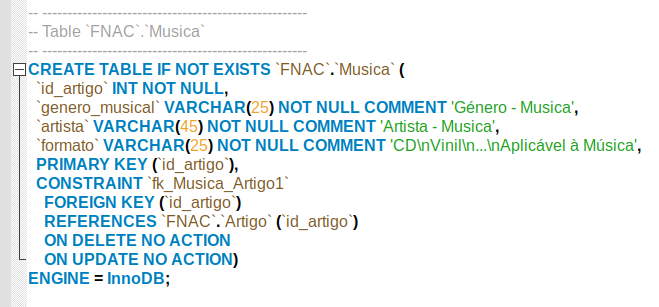 -- -----------------------------------------------------
-- Table `FNAC`.`Musica`
-- -----------------------------------------------------
CREATE TABLE IF NOT EXISTS `FNAC`.`Musica` (
  `id_artigo` INT NOT NULL,
  `genero_musical` VARCHAR(25) NOT NULL COMMENT 'Género - Musica',
  `artista` VARCHAR(45) NOT NULL COMMENT 'Artista - Musica',
  `formato` VARCHAR(25) NOT NULL COMMENT 'CD\nVinil\n...\nAplicável à Música',
  PRIMARY KEY (`id_artigo`),
  CONSTRAINT `fk_Musica_Artigo1`
    FOREIGN KEY (`id_artigo`)
    REFERENCES `FNAC`.`Artigo` (`id_artigo`)
    ON DELETE NO ACTION
    ON UPDATE NO ACTION)
ENGINE = InnoDB;